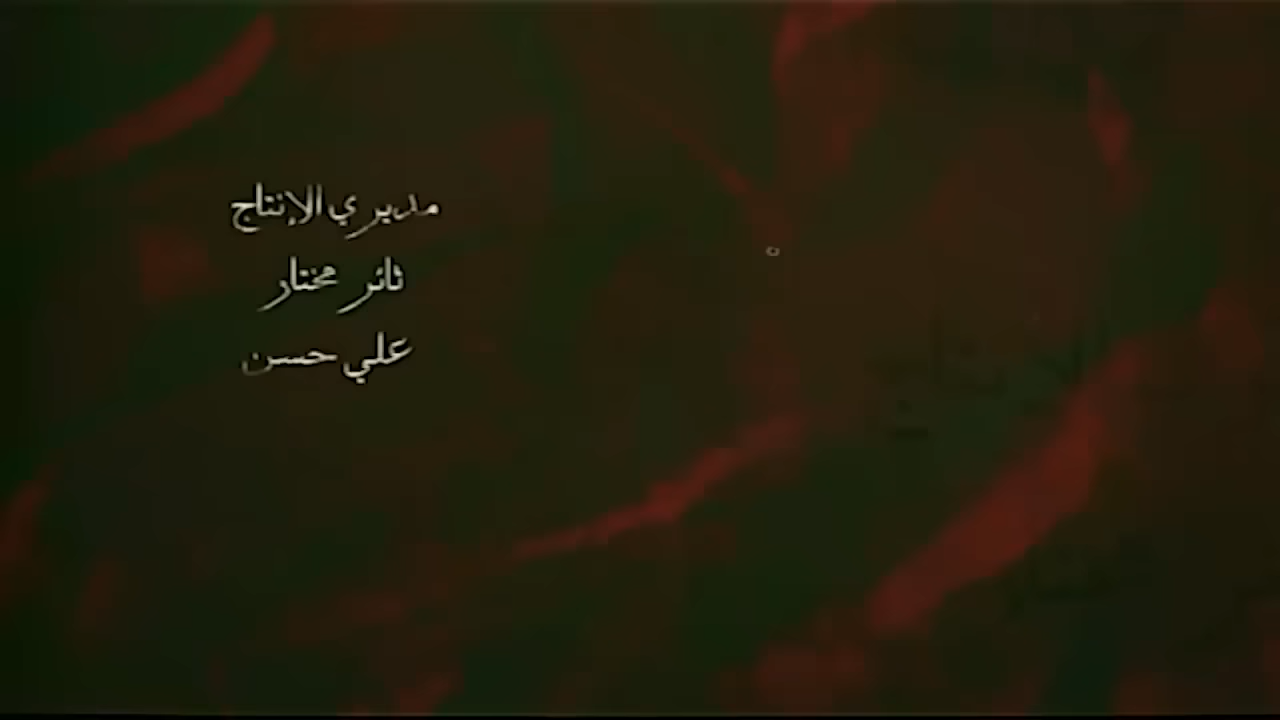 مديري الإنتاج
ثائر مختار
علي حسن